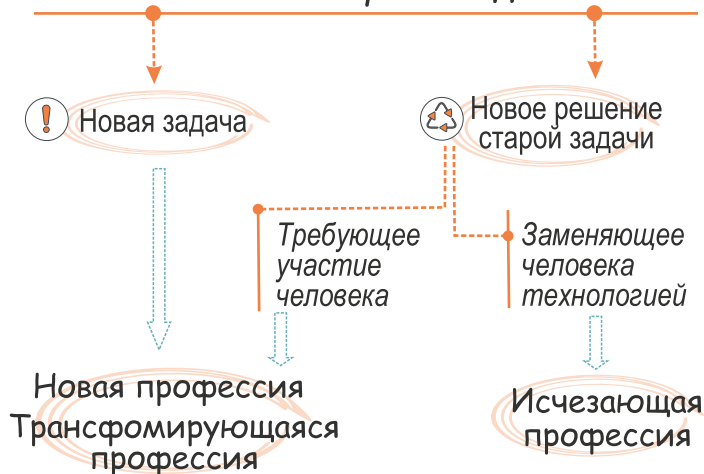 Новая задача
Новое решение
старой задачи
Требующее
участие
человека
Заменяющее
человека
технологией
Новая профессия
Трансфомирующаяся
профессия
Исчезающая
профессия